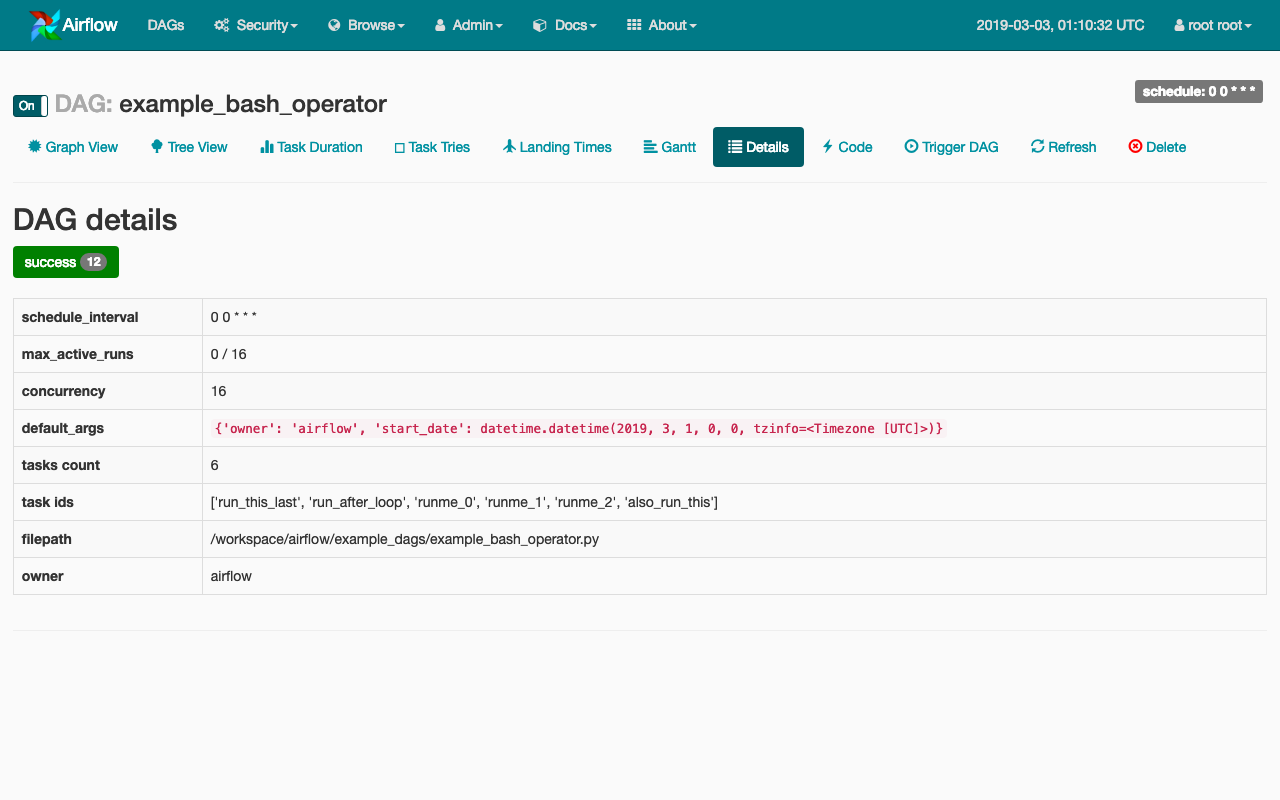 Airflow DAGs Security Browse Admin Docs About 2019-03-03, 01:10:32 UTC root root
On DAG: example_bash_operator schedule: 0 0 * * *
Graph View Tree View Task Duration Task Tries Landing Times Gantt Details Code Trigger DAG Refresh Delete
DAG details
success 12
schedule_interval 0 0 * * *
max_active_runs 0 / 16
concurrency 16
default_args {'owner': 'airflow', 'start_date': datetime.datetime(2019, 3, 1, 0, 0, tzinfo=<Timezone [UTC]>)}
tasks count 6
task ids ['run_this_last', 'run_after_loop', 'runme_0', 'runme_1', 'runme_2', 'also_run_this']
filepath /workspace/airflow/example_dags/example_bash_operator.py
owner airflow